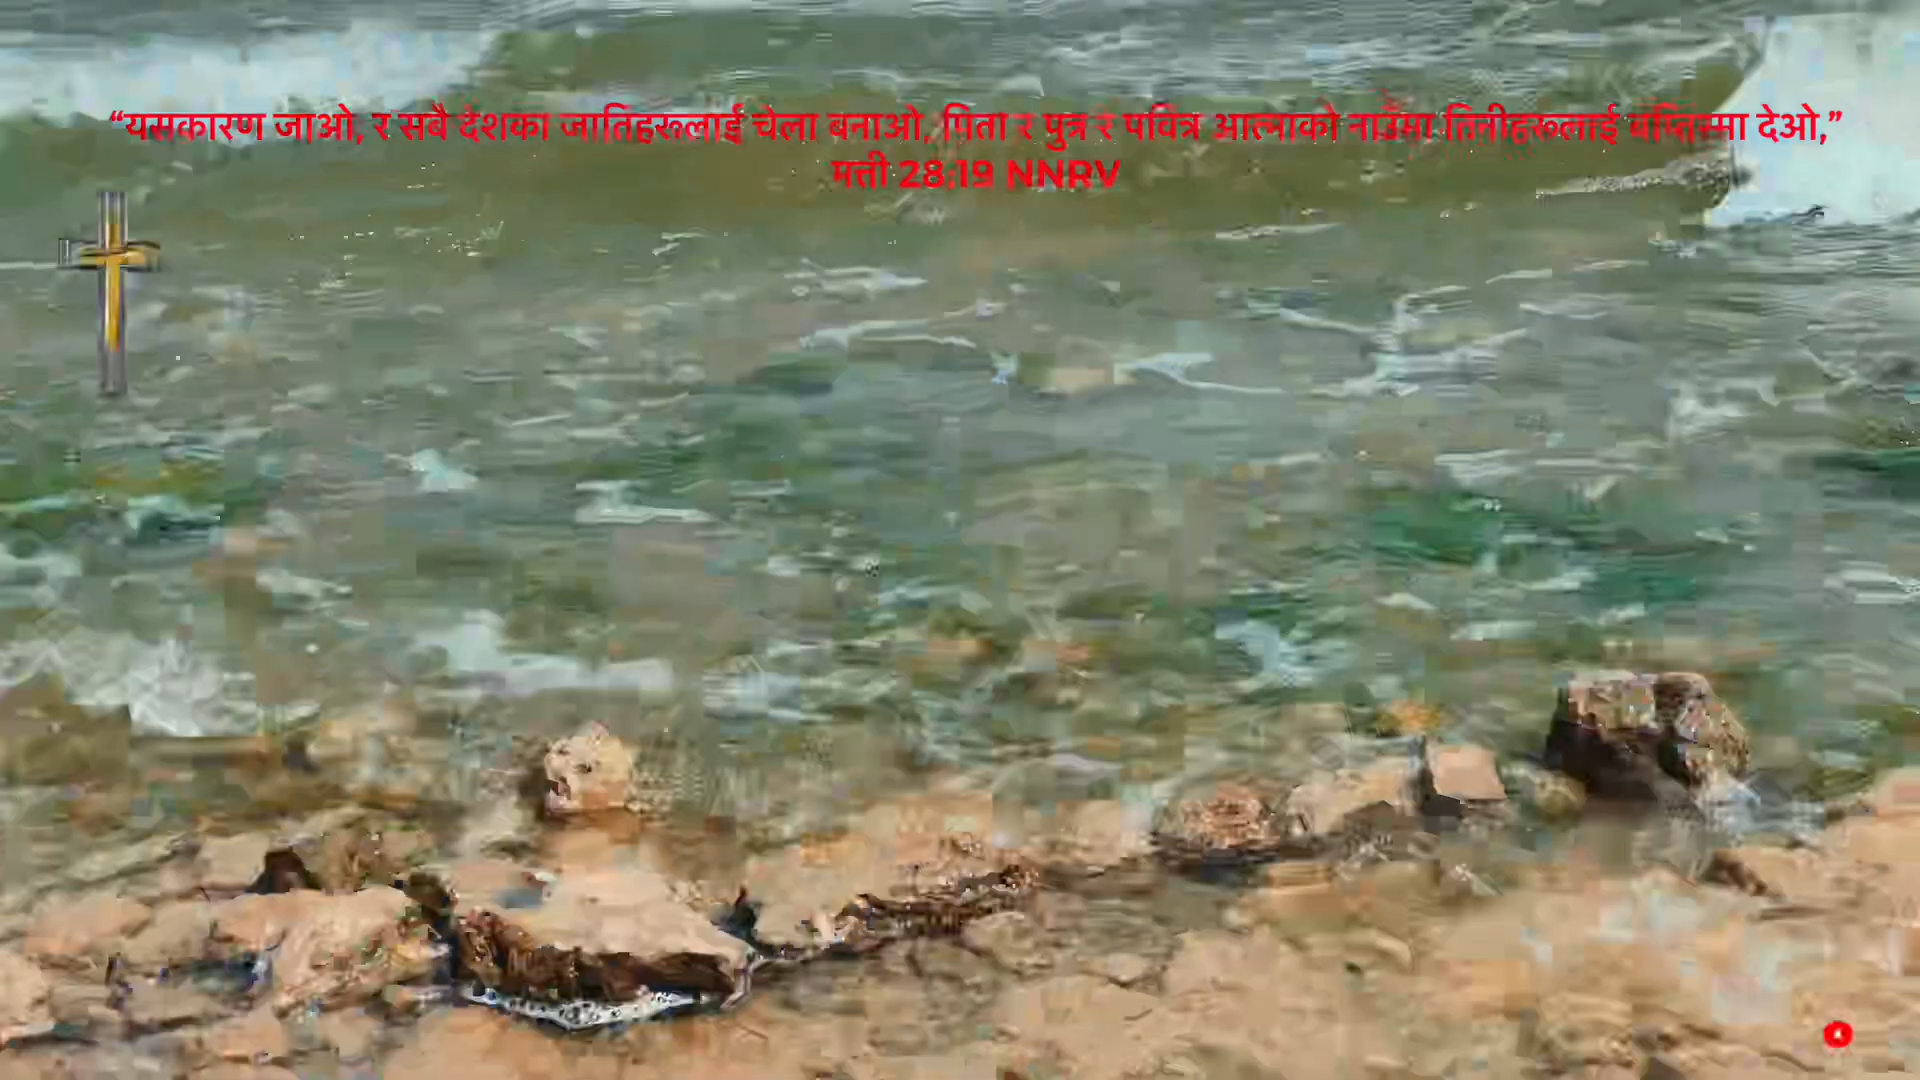 “यसकारण जाओ, र सबै देशका जातिहरूलाई चेला बनाओ, पिता र पुत्र र पवित्र आत्माको नाउँमा तिनीहरूलाई बप्तिस्मा देओ,”
मत्ती 28:19 NNRV